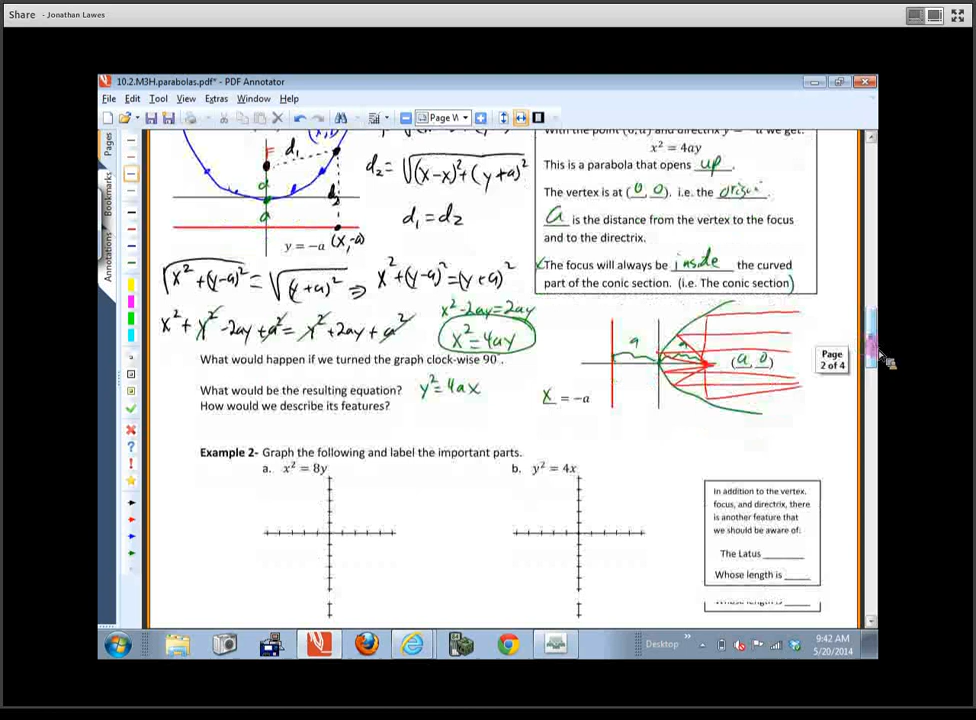 Share - Jonathan Lawes
10.2.M3H.parabolas.pdf* - PDF Annotator
File Edit Tool View Extras Window Help
Page W
Pages
Bookmarks
Annotations
F d₁
d₂
a
a
y = −a (x,-a)
d₂ = √(x-x)²+(y+a)²
d₁ = d₂
x² = 4ay
This is a parabola that opens up.
The vertex is at (0, 0). i.e. the origin.
a is the distance from the vertex to the focus
and to the directrix.
The focus will always be inside the curved
part of the conic section. (i.e. The conic section)
√x²+(y-a)² = √(y+a)² ⇒ x²+(y-a)²=(y+a)²
x²+y²-2ay+a²=x²+2ay+a²
x²-2ay=2ay
x²=4ay
What would happen if we turned the graph clock-wise 90°.
What would be the resulting equation? y²=4ax
How would we describe its features?
a
a
(a, 0)
x = −a
Page
2 of 4
Example 2- Graph the following and label the important parts.
a. x² = 8y
b. y² = 4x
In addition to the vertex,
focus, and directrix, there
is another feature that
we should be aware of:
The Latus ______
Whose length is ____
Desktop
9:42 AM
5/20/2014